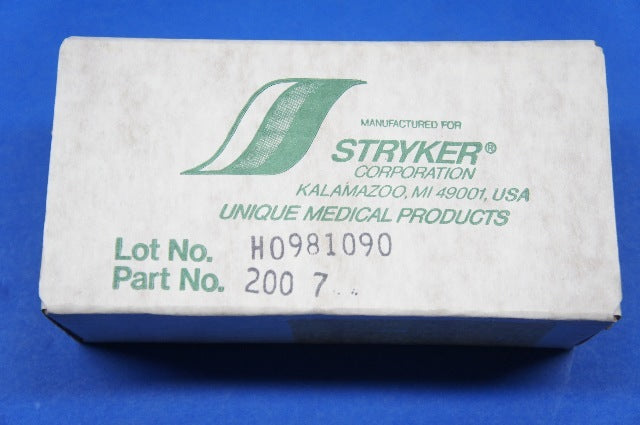 MANUFACTURED FOR
STRYKER®
CORPORATION
KALAMAZOO, MI 49001, USA
UNIQUE MEDICAL PRODUCTS
Lot No. H0981090
Part No. 200 7